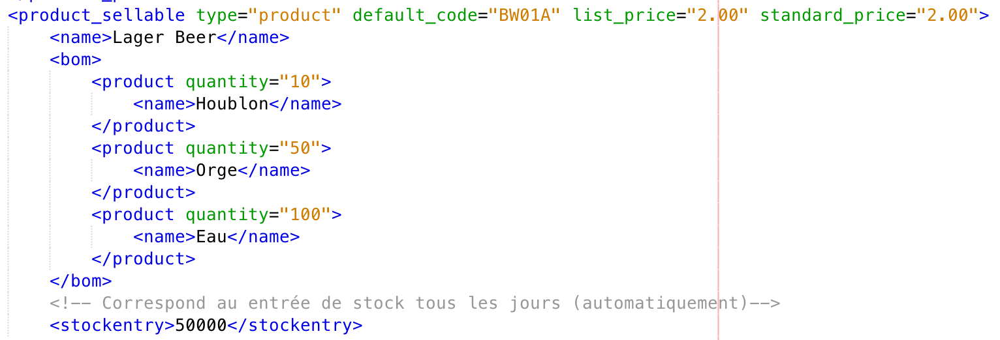 <product_sellable type="product" default_code="BW01A" list_price="2.00" standard_price="2.00">
<name>Lager Beer</name>
<bom>
<product quantity="10">
<name>Houblon</name>
</product>
<product quantity="50">
<name>Orge</name>
</product>
<product quantity="100">
<name>Eau</name>
</product>
</bom>
<!-- Correspond au entrée de stock tous les jours (automatiquement)-->
<stockentry>50000</stockentry>